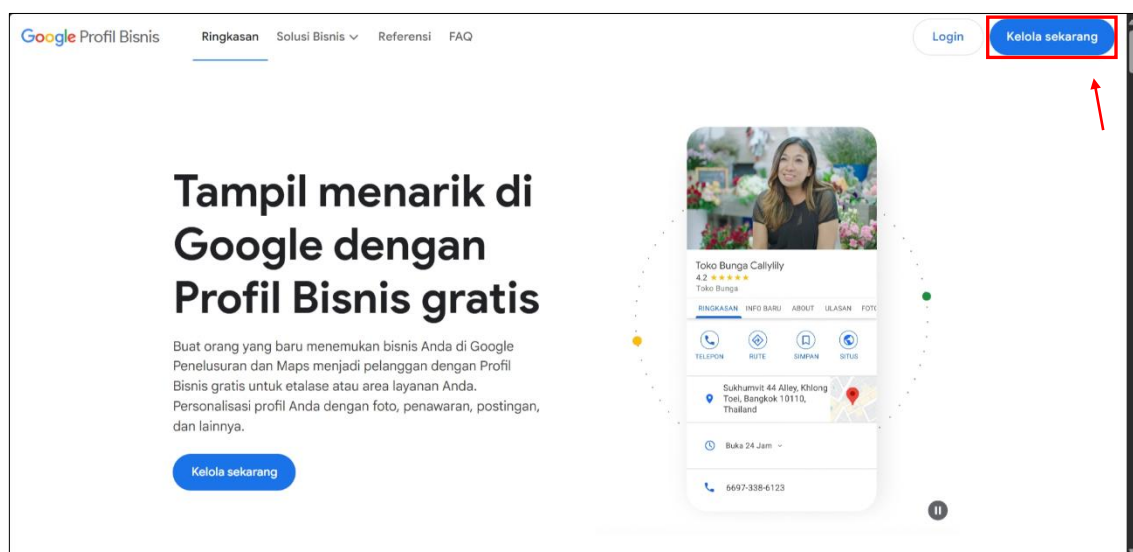 Google Profil Bisnis
Ringkasan
Solusi Bisnis
Referensi
FAQ
Login
Kelola sekarang
Tampil menarik di
Google dengan
Profil Bisnis gratis
Buat orang yang baru menemukan bisnis Anda di Google
Penelusuran dan Maps menjadi pelanggan dengan Profil
Bisnis gratis untuk etalase atau area layanan Anda.
Personalisasi profil Anda dengan foto, penawaran, postingan,
dan lainnya.
Kelola sekarang
Toko Bunga Callylily
4.2 ★★★★★
Toko Bunga
RINGKASAN INFO BARU ABOUT ULASAN FOTO
TELEPON RUTE SIMPAN SITUS
Sukhumvit 44 Alley, Khlong
Toei, Bangkok 10110,
Thailand
Buka 24 Jam
6697-338-6123